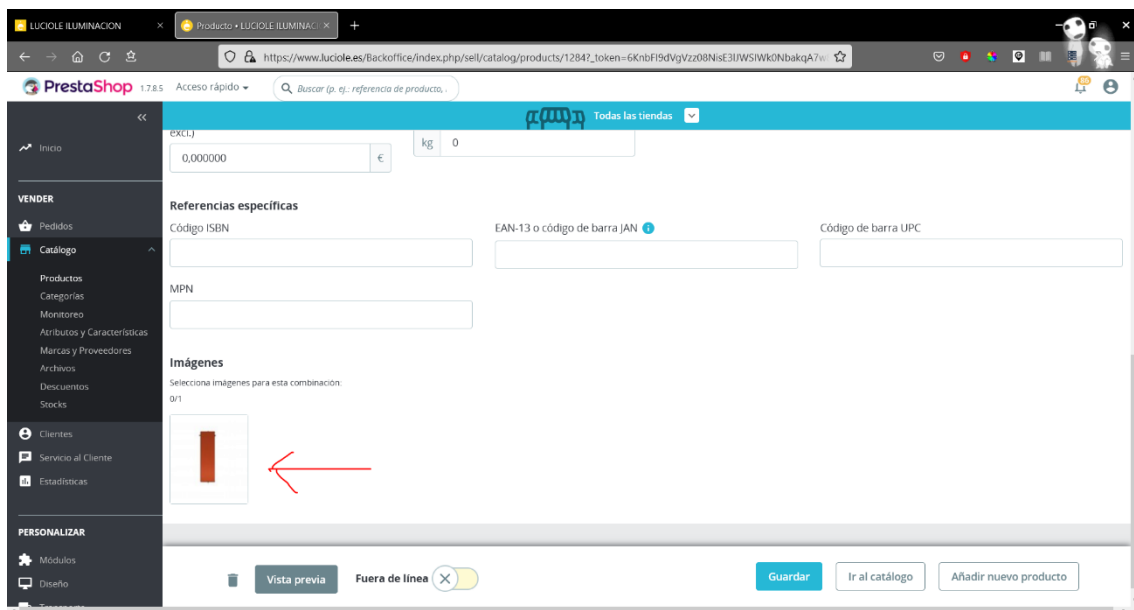 LUCIOLE ILUMINACION
Producto • LUCIOLE ILUMINACI
https://www.luciole.es/Backoffice/index.php/sell/catalog/products/1284?_token=6KnbFI9dVgVzz08NisE3IJWSIWk0NbakqA7w
PrestaShop 1.7.8.5 Acceso rápido Buscar (p. ej.: referencia de producto, .
Todas las tiendas
Inicio
VENDER
Pedidos
Catálogo
Productos
Categorías
Monitoreo
Atributos y Características
Marcas y Proveedores
Archivos
Descuentos
Stocks
Clientes
Servicio al Cliente
Estadísticas
PERSONALIZAR
Módulos
Diseño
Transporte
excl.)
0,000000 €
kg 0
Referencias específicas
Código ISBN
EAN-13 o código de barra JAN
Código de barra UPC
MPN
Imágenes
Selecciona imágenes para esta combinación:
0/1
Vista previa
Fuera de línea
Guardar
Ir al catálogo
Añadir nuevo producto